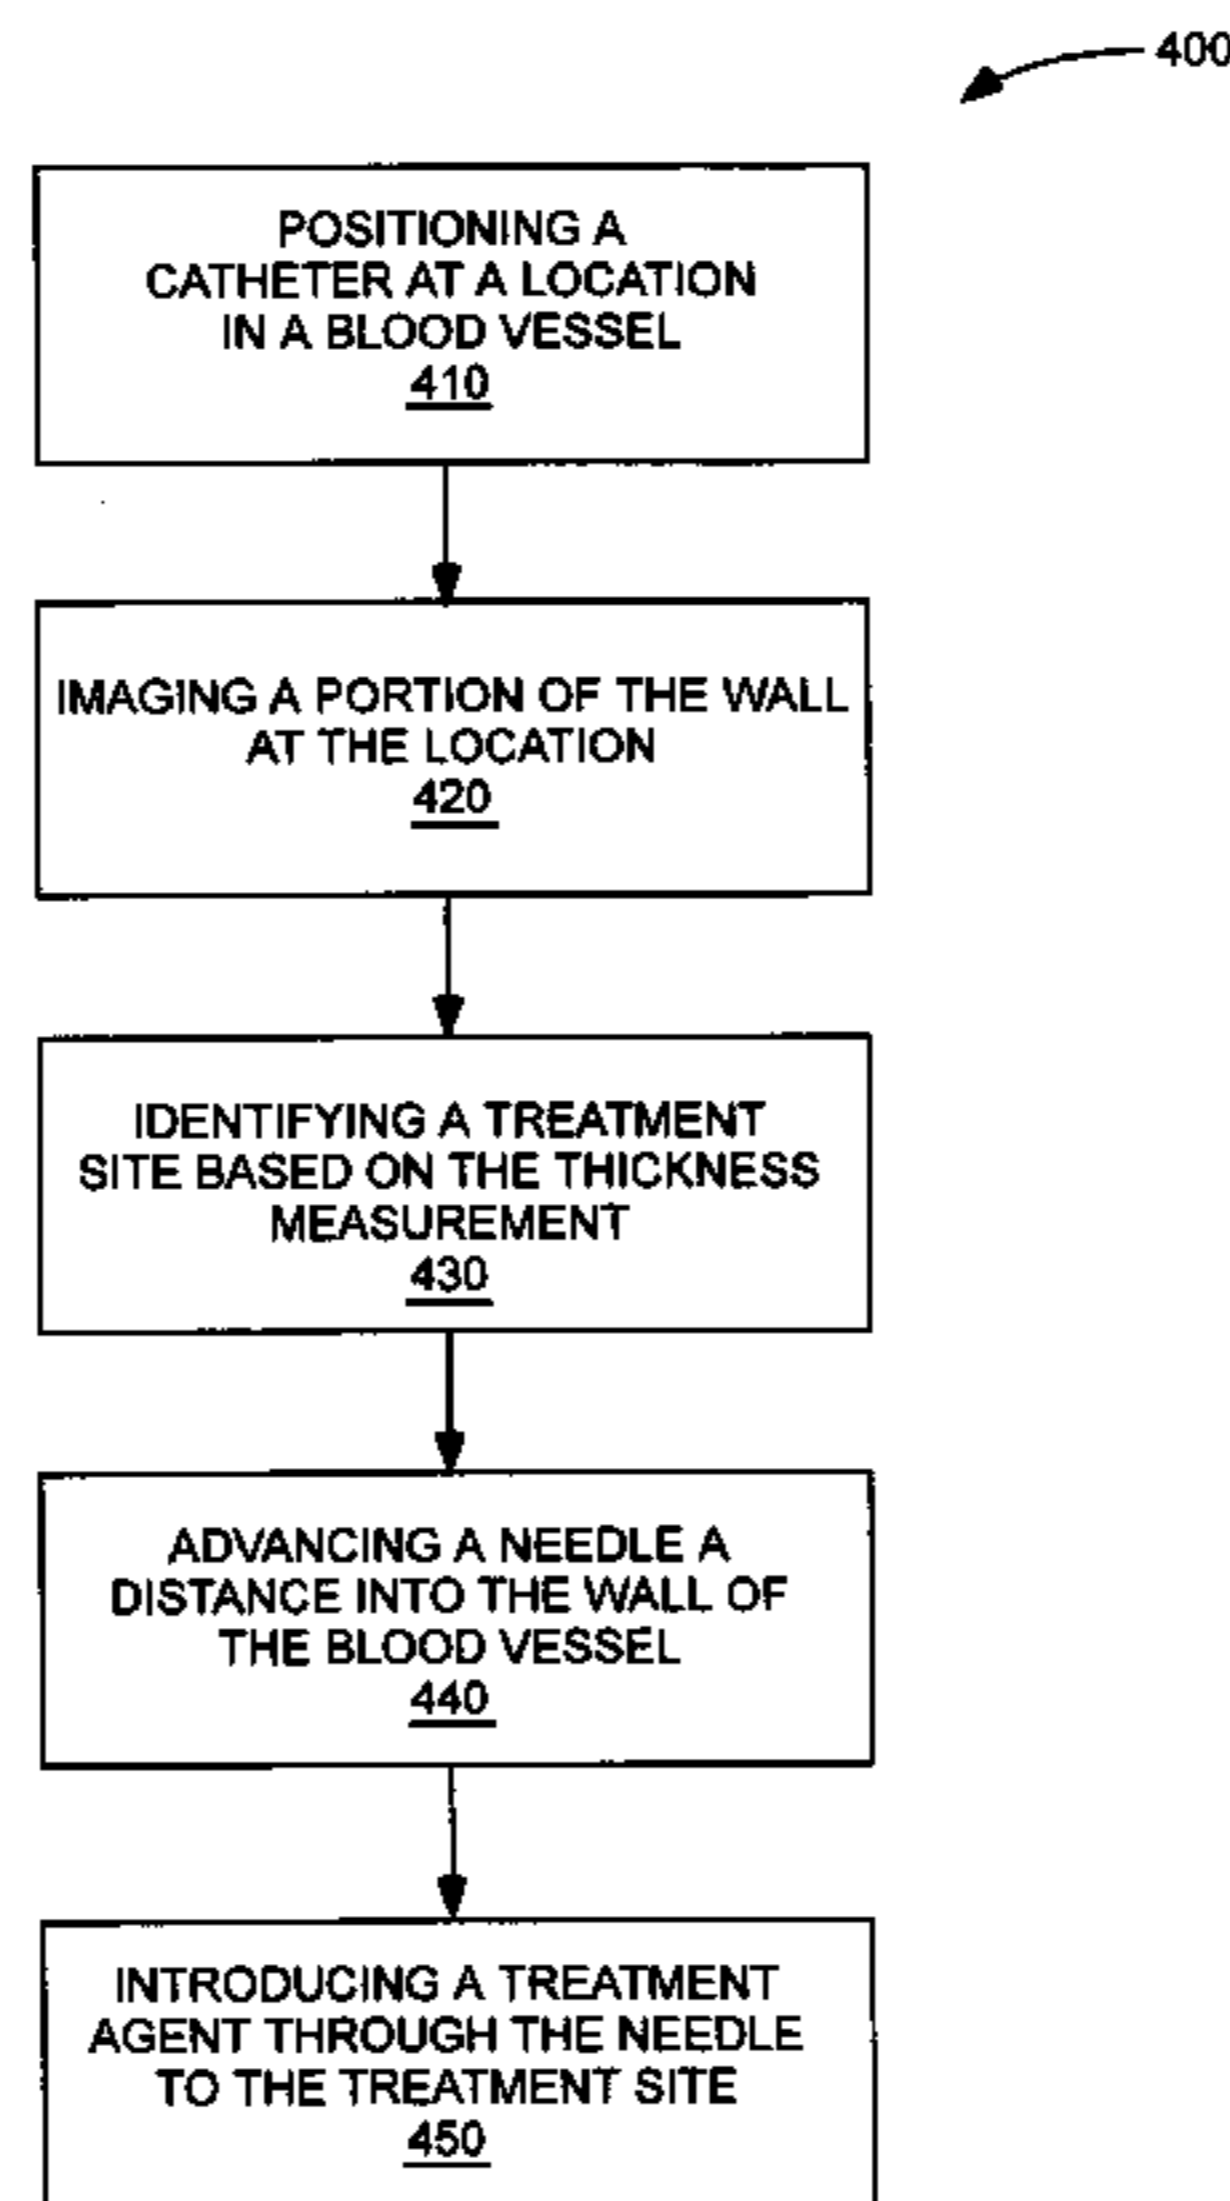 400
POSITIONING A
CATHETER AT A LOCATION
IN A BLOOD VESSEL
410
IMAGING A PORTION OF THE WALL
AT THE LOCATION
420
IDENTIFYING A TREATMENT
SITE BASED ON THE THICKNESS
MEASUREMENT
430
ADVANCING A NEEDLE A
DISTANCE INTO THE WALL OF
THE BLOOD VESSEL
440
INTRODUCING A TREATMENT
AGENT THROUGH THE NEEDLE
TO THE TREATMENT SITE
450